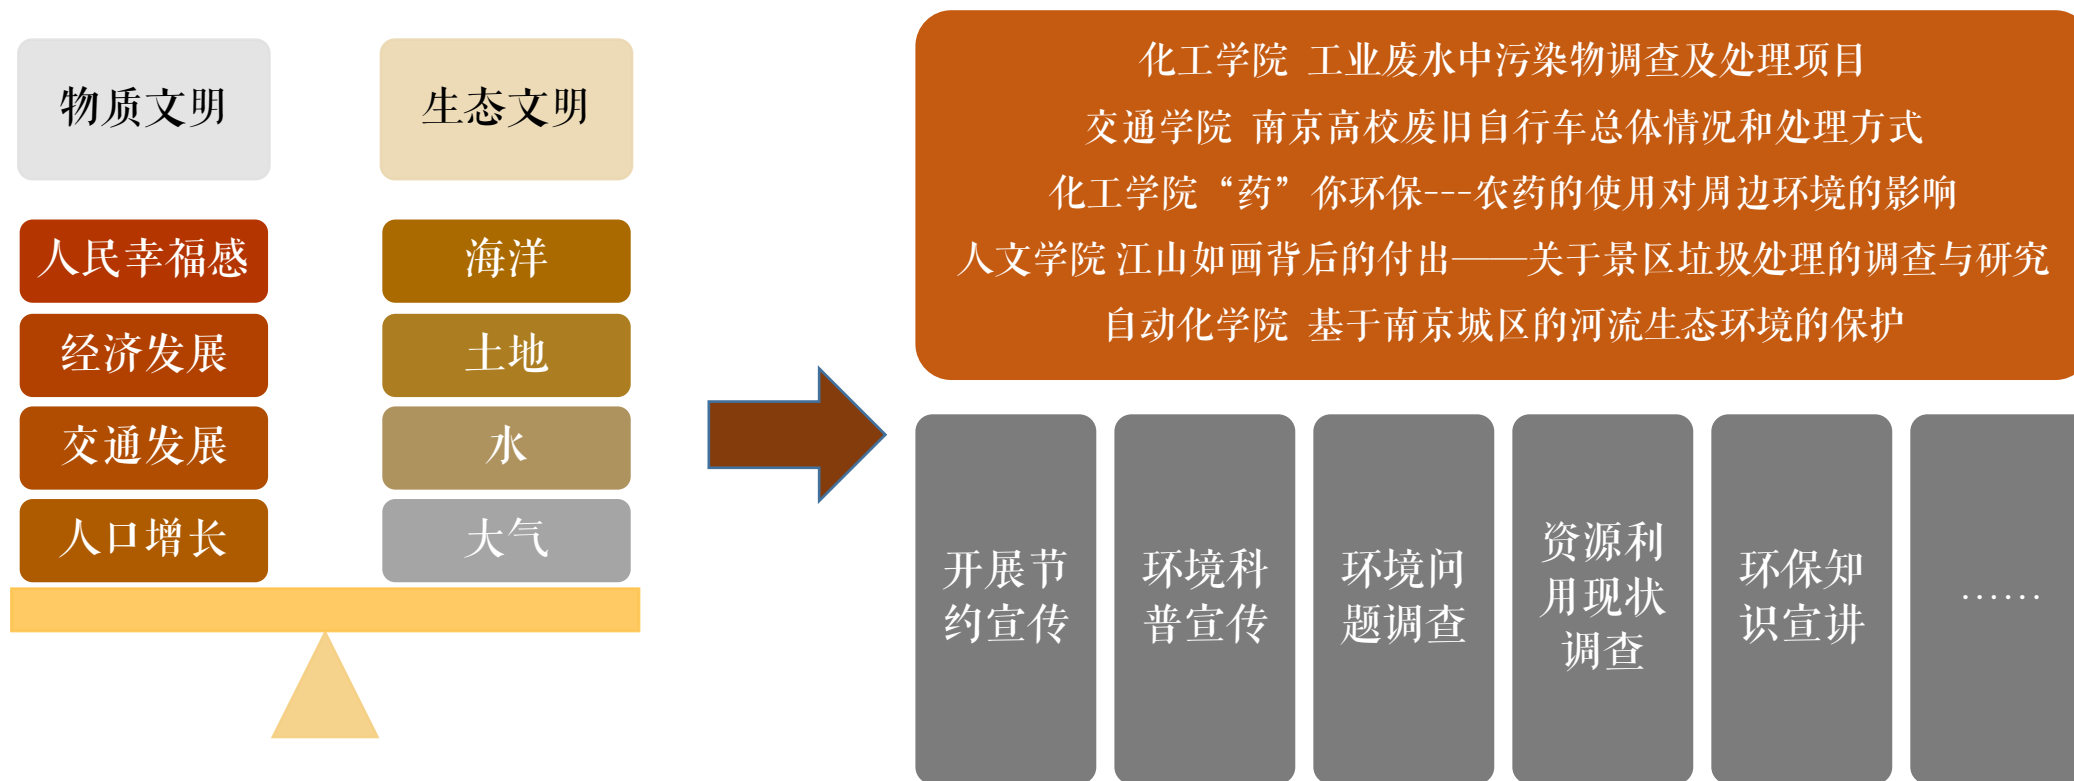 物质文明
人民幸福感
经济发展
交通发展
人口增长
生态文明
海洋
土地
水
大气
化工学院 工业废水中污染物调查及处理项目
交通学院 南京高校废旧自行车总体情况和处理方式
化工学院“药”你环保---农药的使用对周边环境的影响
人文学院 江山如画背后的付出——关于景区垃圾处理的调查与研究
自动化学院 基于南京城区的河流生态环境的保护
开展节
约宣传
环境科
普宣传
环境问
题调查
资源利
用现状
调查
环保知
识宣讲
……